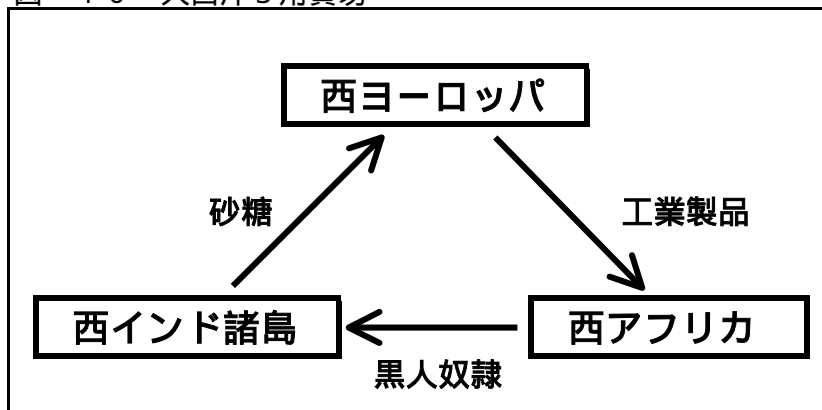 西ヨーロッパ
砂糖
工業製品
西インド諸島
西アフリカ
黒人奴隷